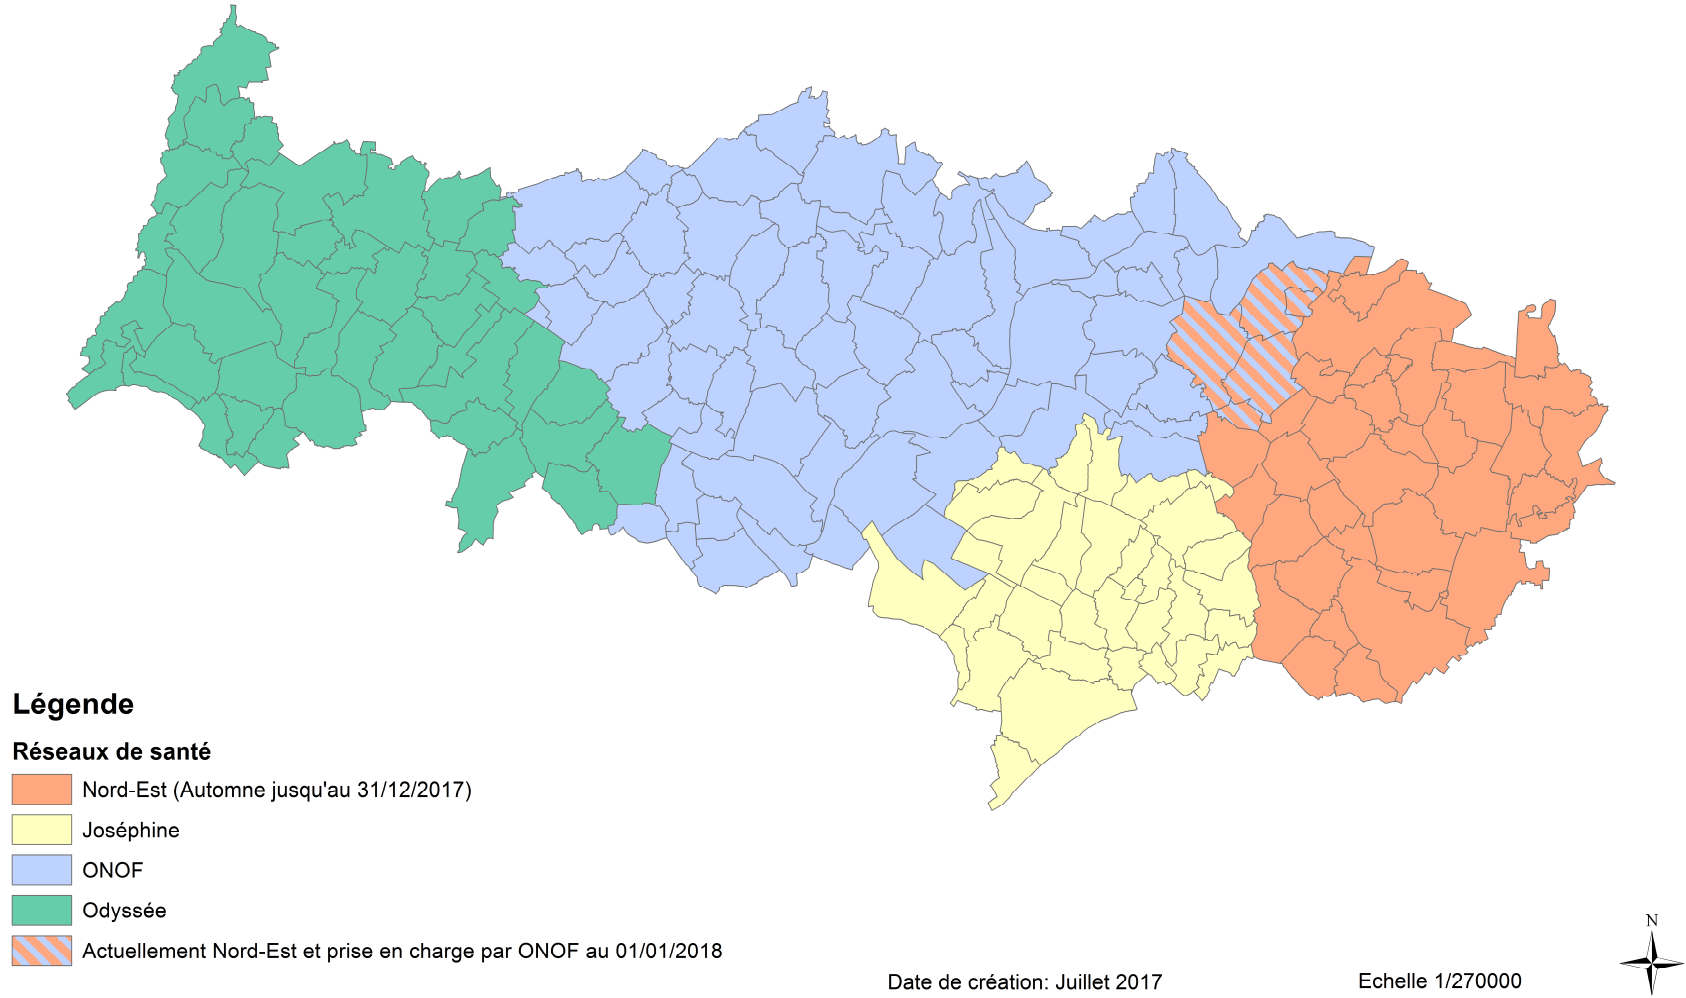 Légende
Réseaux de santé
Nord-Est (Automne jusqu'au 31/12/2017)
Joséphine
ONOF
Odyssée
Actuellement Nord-Est et prise en charge par ONOF au 01/01/2018
Date de création: Juillet 2017
Echelle 1/270000
N